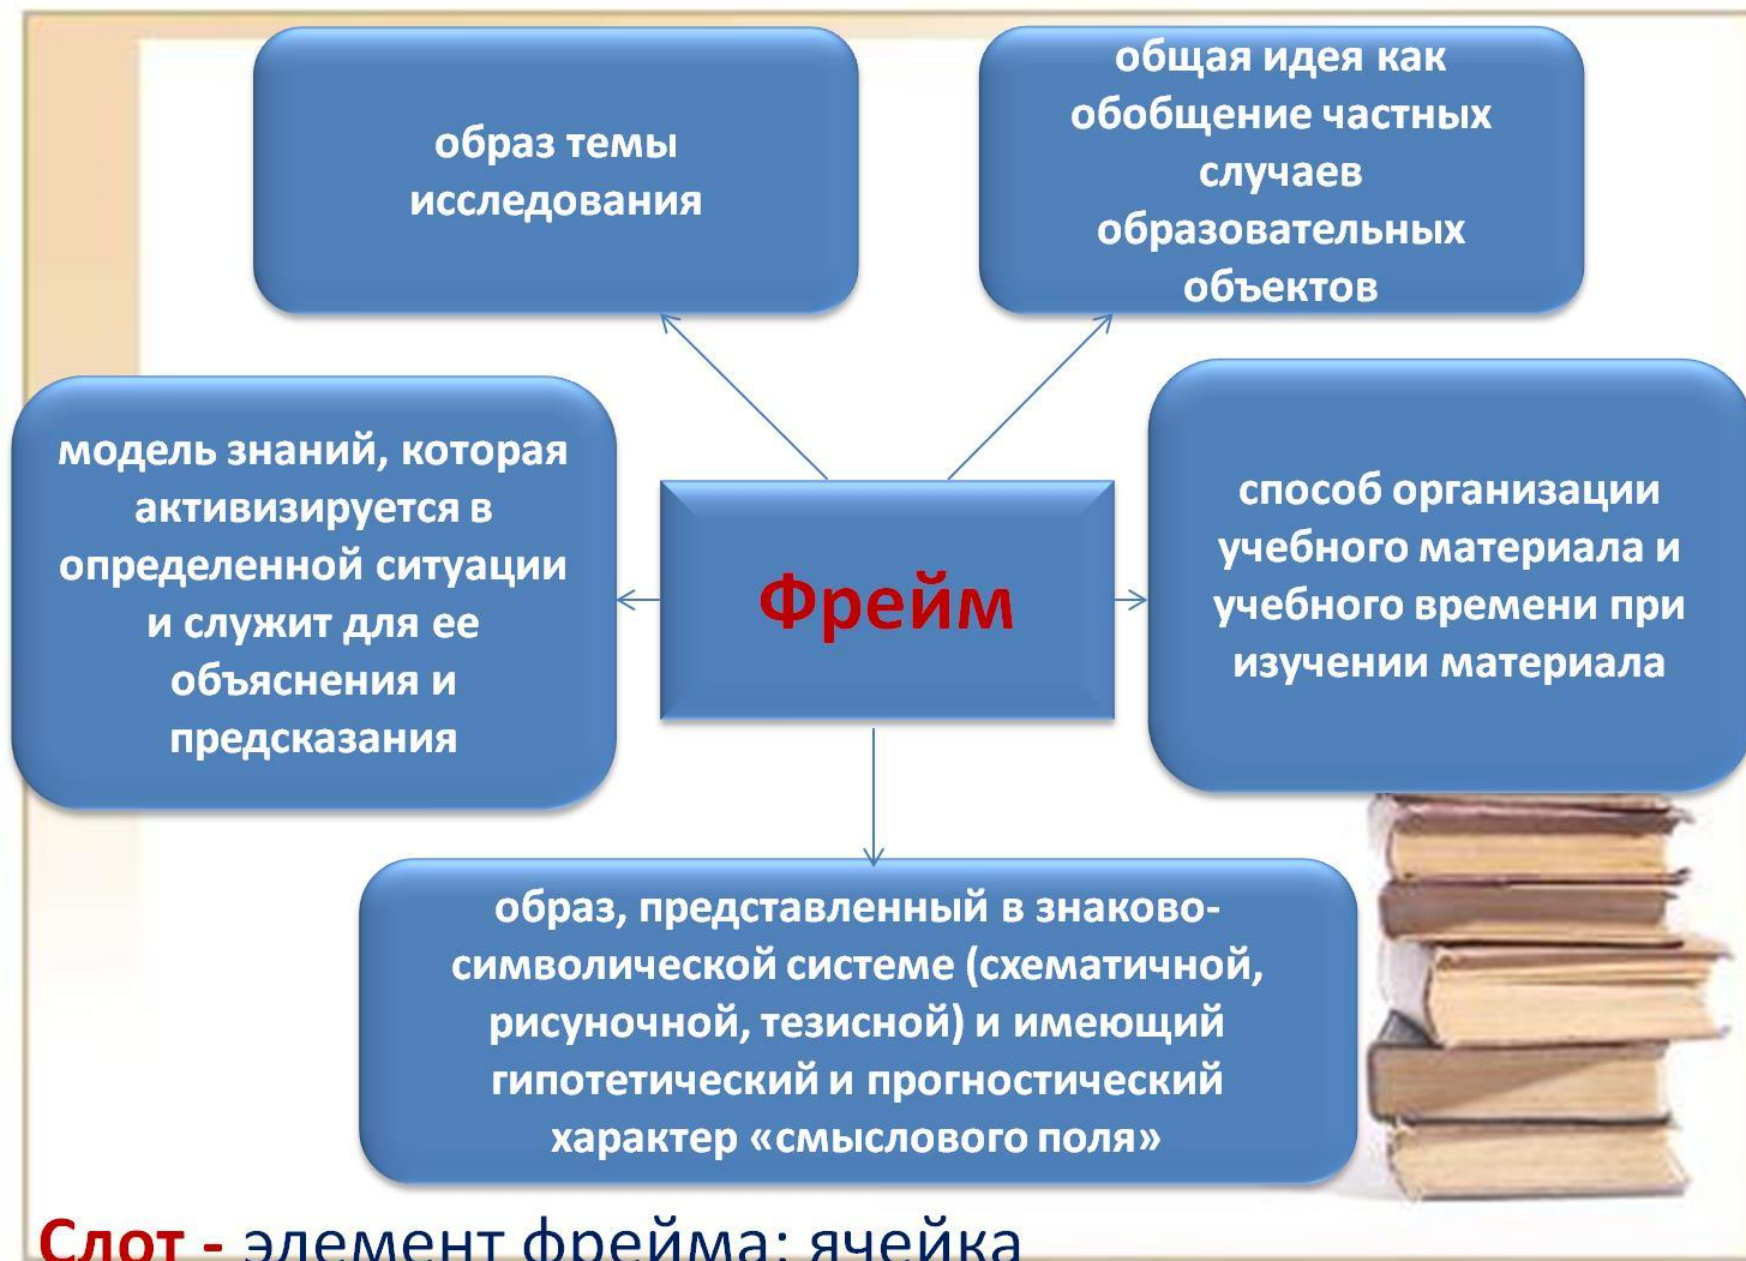 образ темы
исследования
общая идея как
обобщение частных
случаев
образовательных
объектов
модель знаний, которая
активизируется в
определенной ситуации
и служит для ее
объяснения и
предсказания
Фрейм
способ организации
учебного материала и
учебного времени при
изучении материала
образ, представленный в знаково-
символической системе (схематичной,
рисуночной, тезисной) и имеющий
гипотетический и прогностический
характер «смыслового поля»
Слот - элемент фрейма; ячейка